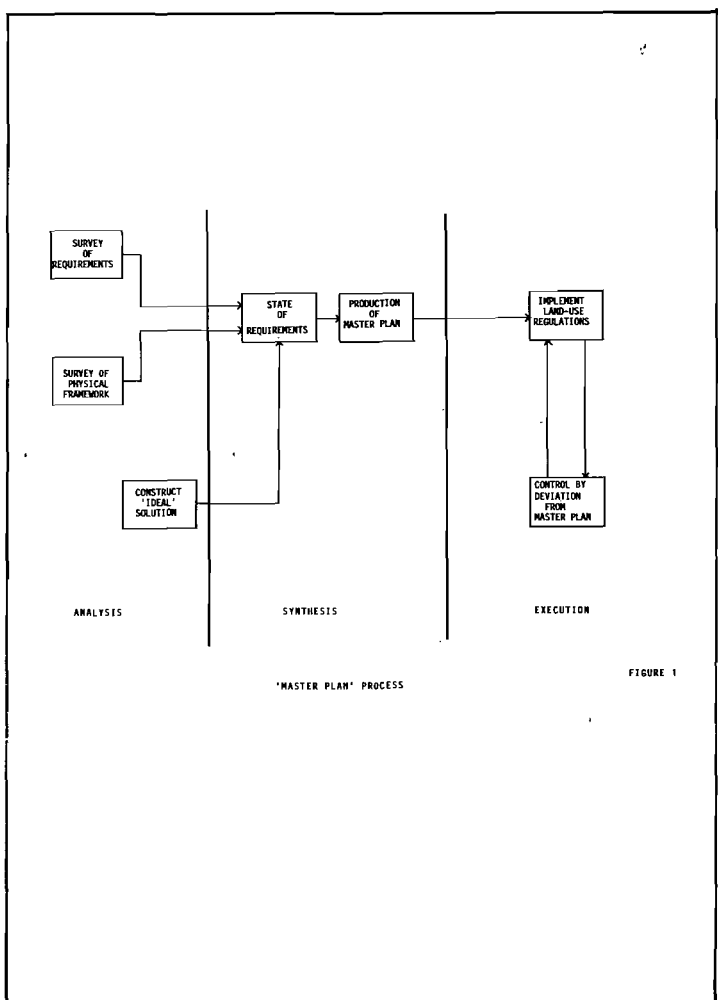 SURVEY
OF
REQUIREMENTS
SURVEY OF
PHYSICAL
FRAMEWORK
CONSTRUCT
'IDEAL'
SOLUTION
STATE
OF
REQUIREMENTS
PRODUCTION
OF
MASTER PLAN
IMPLEMENT
LAND-USE
REGULATIONS
CONTROL BY
DEVIATION
FROM
MASTER PLAN
ANALYSIS
SYNTHESIS
EXECUTION
'MASTER PLAN' PROCESS
FIGURE 1